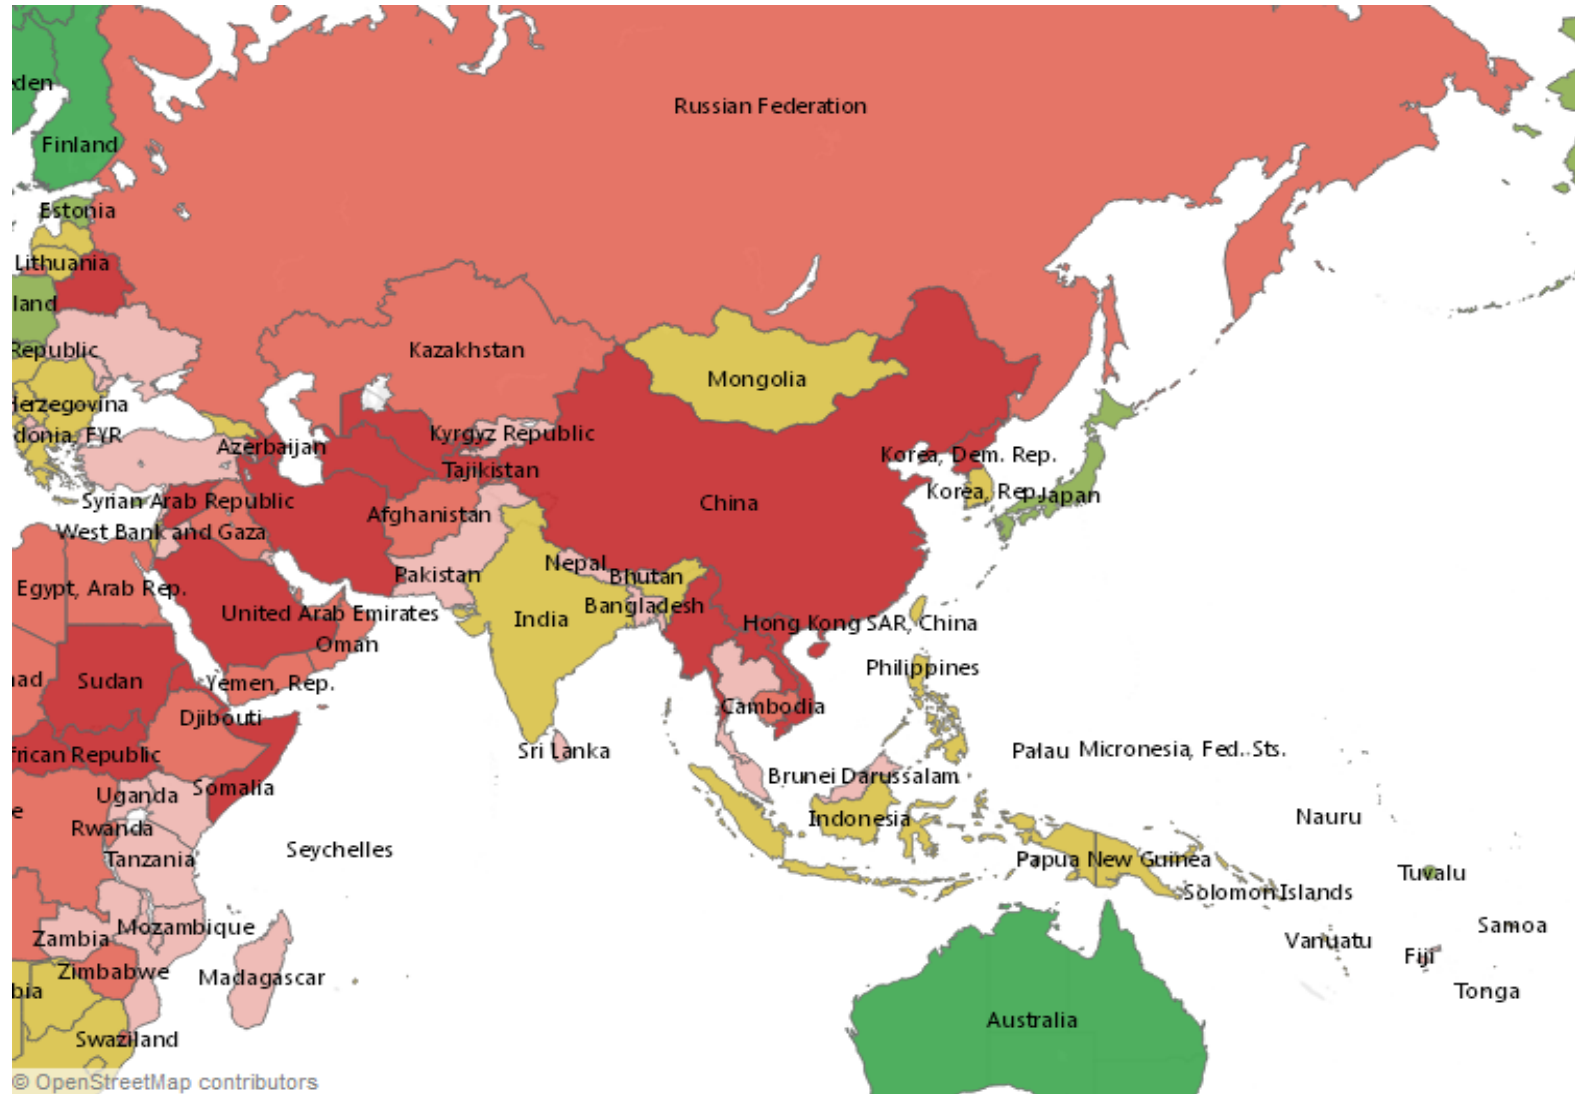 Russian Federation
den
Finland
Estonia
Lithuania
land
Republic
Kazakhstan
Mongolia
Herzegovina
donia, FYR
Azerbaijan
Kyrgyz Republic
Korea, Dem. Rep.
Tajikistan
Syrian Arab Republic
China
Korea, Rep.
Japan
Afghanistan
West Bank and Gaza
Nepal
Pakistan
Bhutan
Egypt, Arab Rep.
Bangladesh
United Arab Emirates
India
Hong Kong SAR, China
Oman
Philippines
ad
Sudan
Yemen, Rep.
Djibouti
Cambodia
frican Republic
Sri Lanka
Palau
Micronesia, Fed. Sts.
Brunei Darussalam
Somalia
Uganda
e
Indonesia
Nauru
Rwanda
Seychelles
Tanzania
Papua New Guinea
Tuvalu
Solomon Islands
Mozambique
Samoa
Zambia
Vanuatu
Fiji
Zimbabwe
Madagascar
bia
Tonga
Australia
Swaziland
© OpenStreetMap contributors